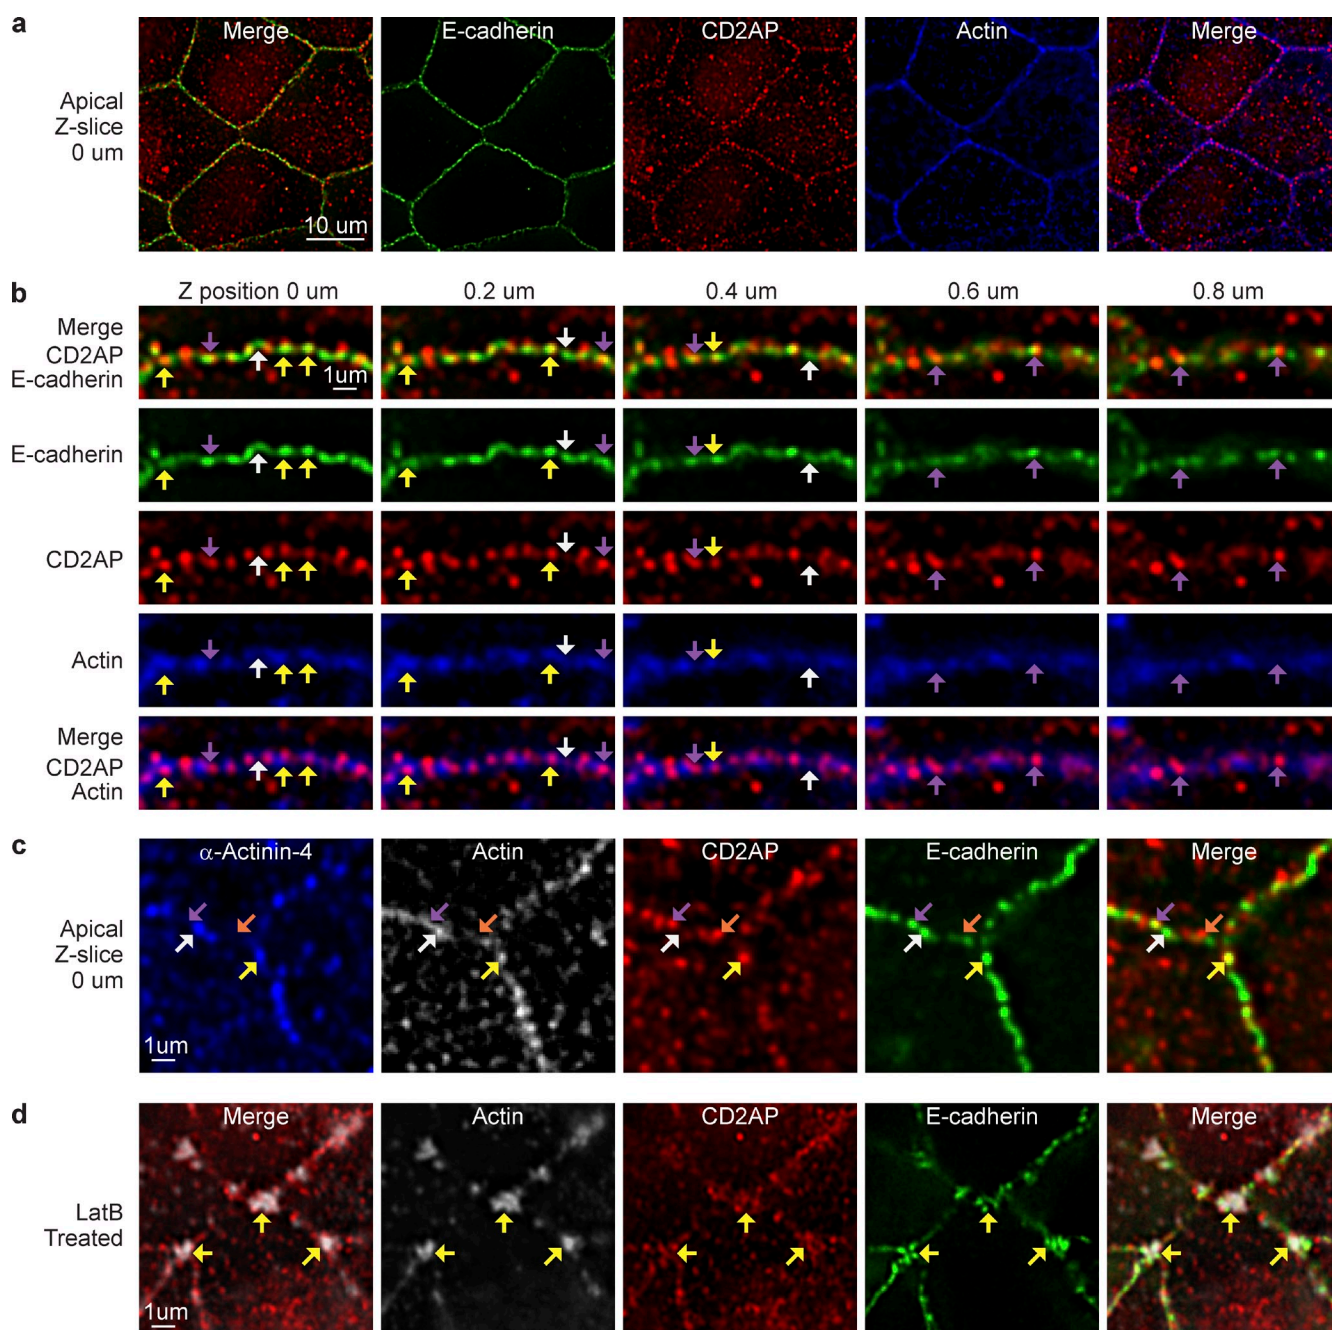 a
Merge
E-cadherin
CD2AP
Actin
Merge
Apical
Z-slice
0 um
10 um
b
Z position 0 um
0.2 um
0.4 um
0.6 um
0.8 um
Merge
CD2AP
E-cadherin
1um
E-cadherin
CD2AP
Actin
Merge
CD2AP
Actin
c
α-Actinin-4
Actin
CD2AP
E-cadherin
Merge
Apical
Z-slice
0 um
1um
d
Merge
Actin
CD2AP
E-cadherin
Merge
LatB
Treated
1um